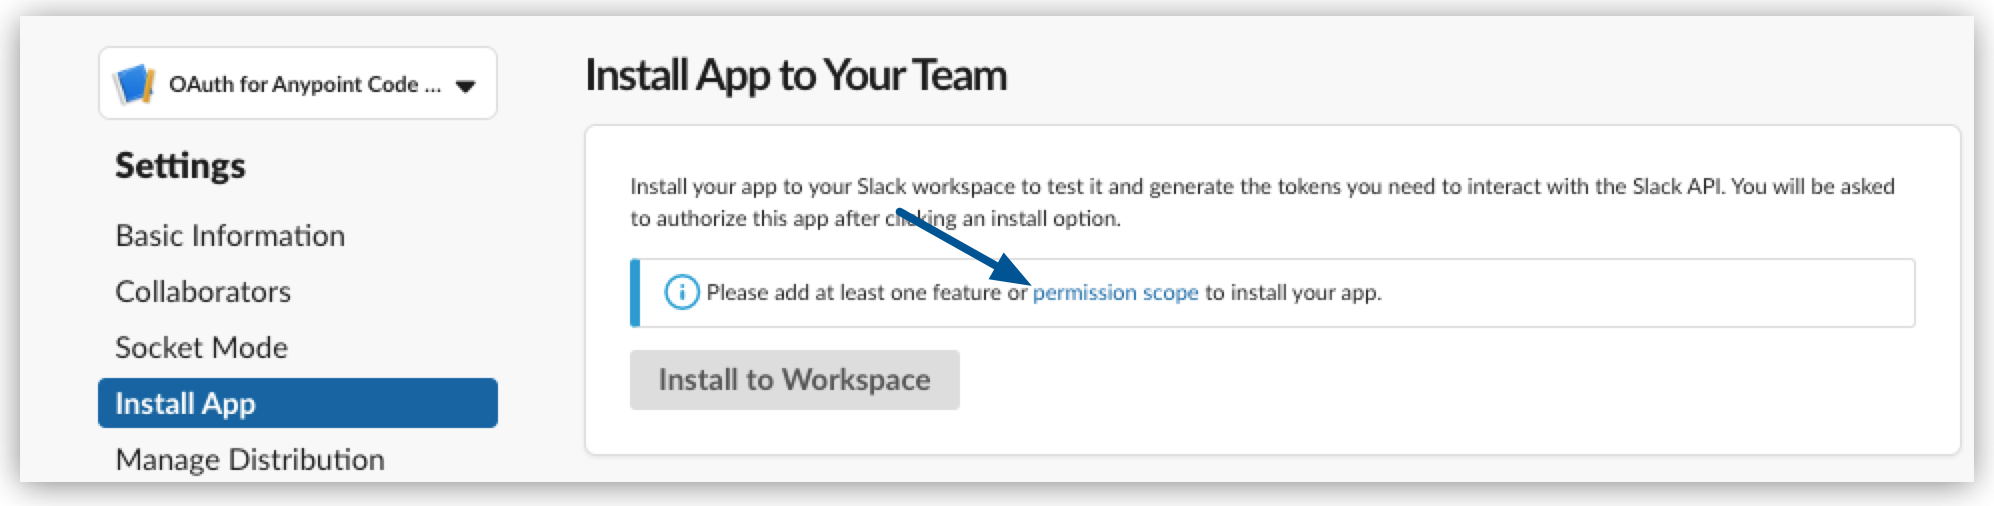 OAuth for Anypoint Code ...
Settings
Basic Information
Collaborators
Socket Mode
Install App
Manage Distribution
Install App to Your Team
Install your app to your Slack workspace to test it and generate the tokens you need to interact with the Slack API. You will be asked
to authorize this app after clicking an install option.
Please add at least one feature or permission scope to install your app.
Install to Workspace